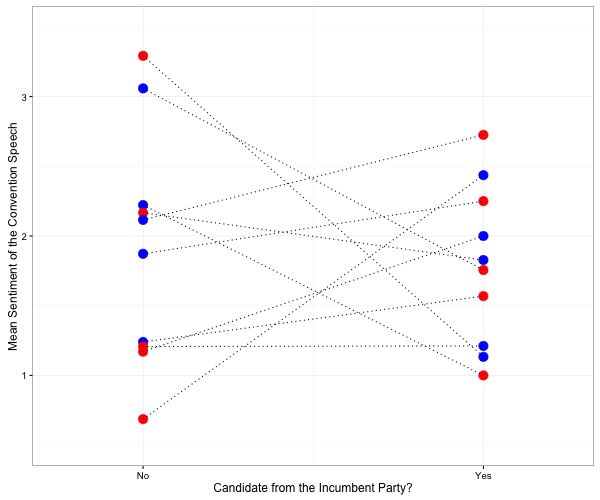 Mean Sentiment of the Convention Speech
3
2
1
No
Yes
Candidate from the Incumbent Party?